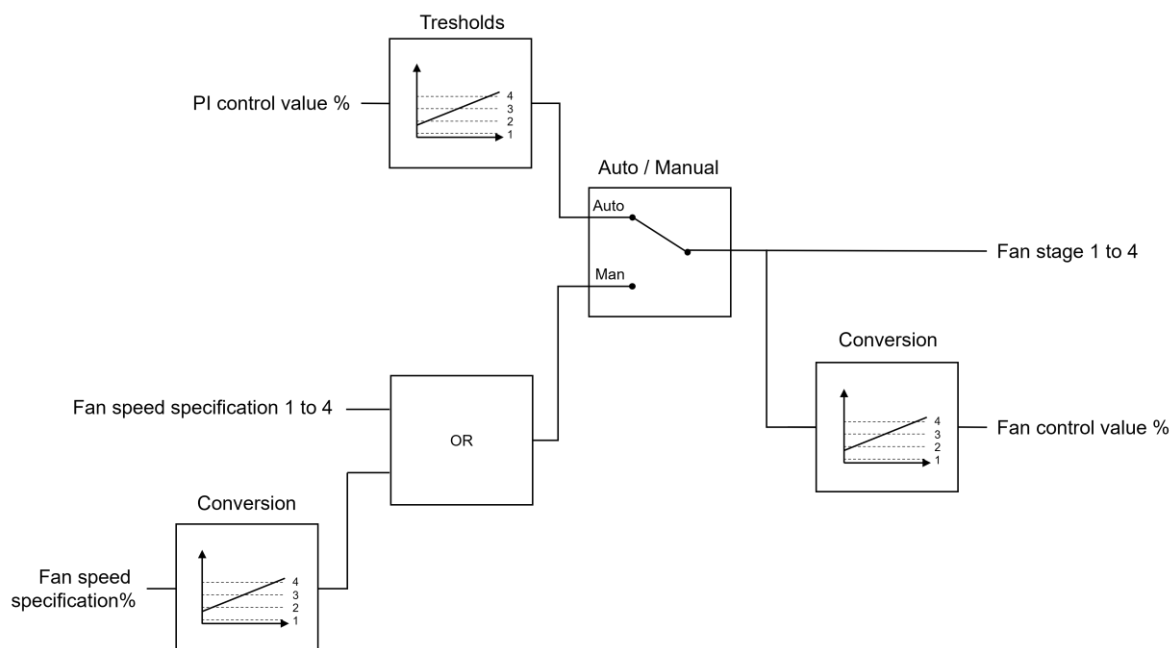 Tresholds
PI control value %
4
3
2
1
Auto / Manual
Auto
Man
Fan stage 1 to 4
Conversion
4
3
2
1
Fan control value %
Fan speed specification 1 to 4
OR
Conversion
Fan speed
specification%
4
3
2
1